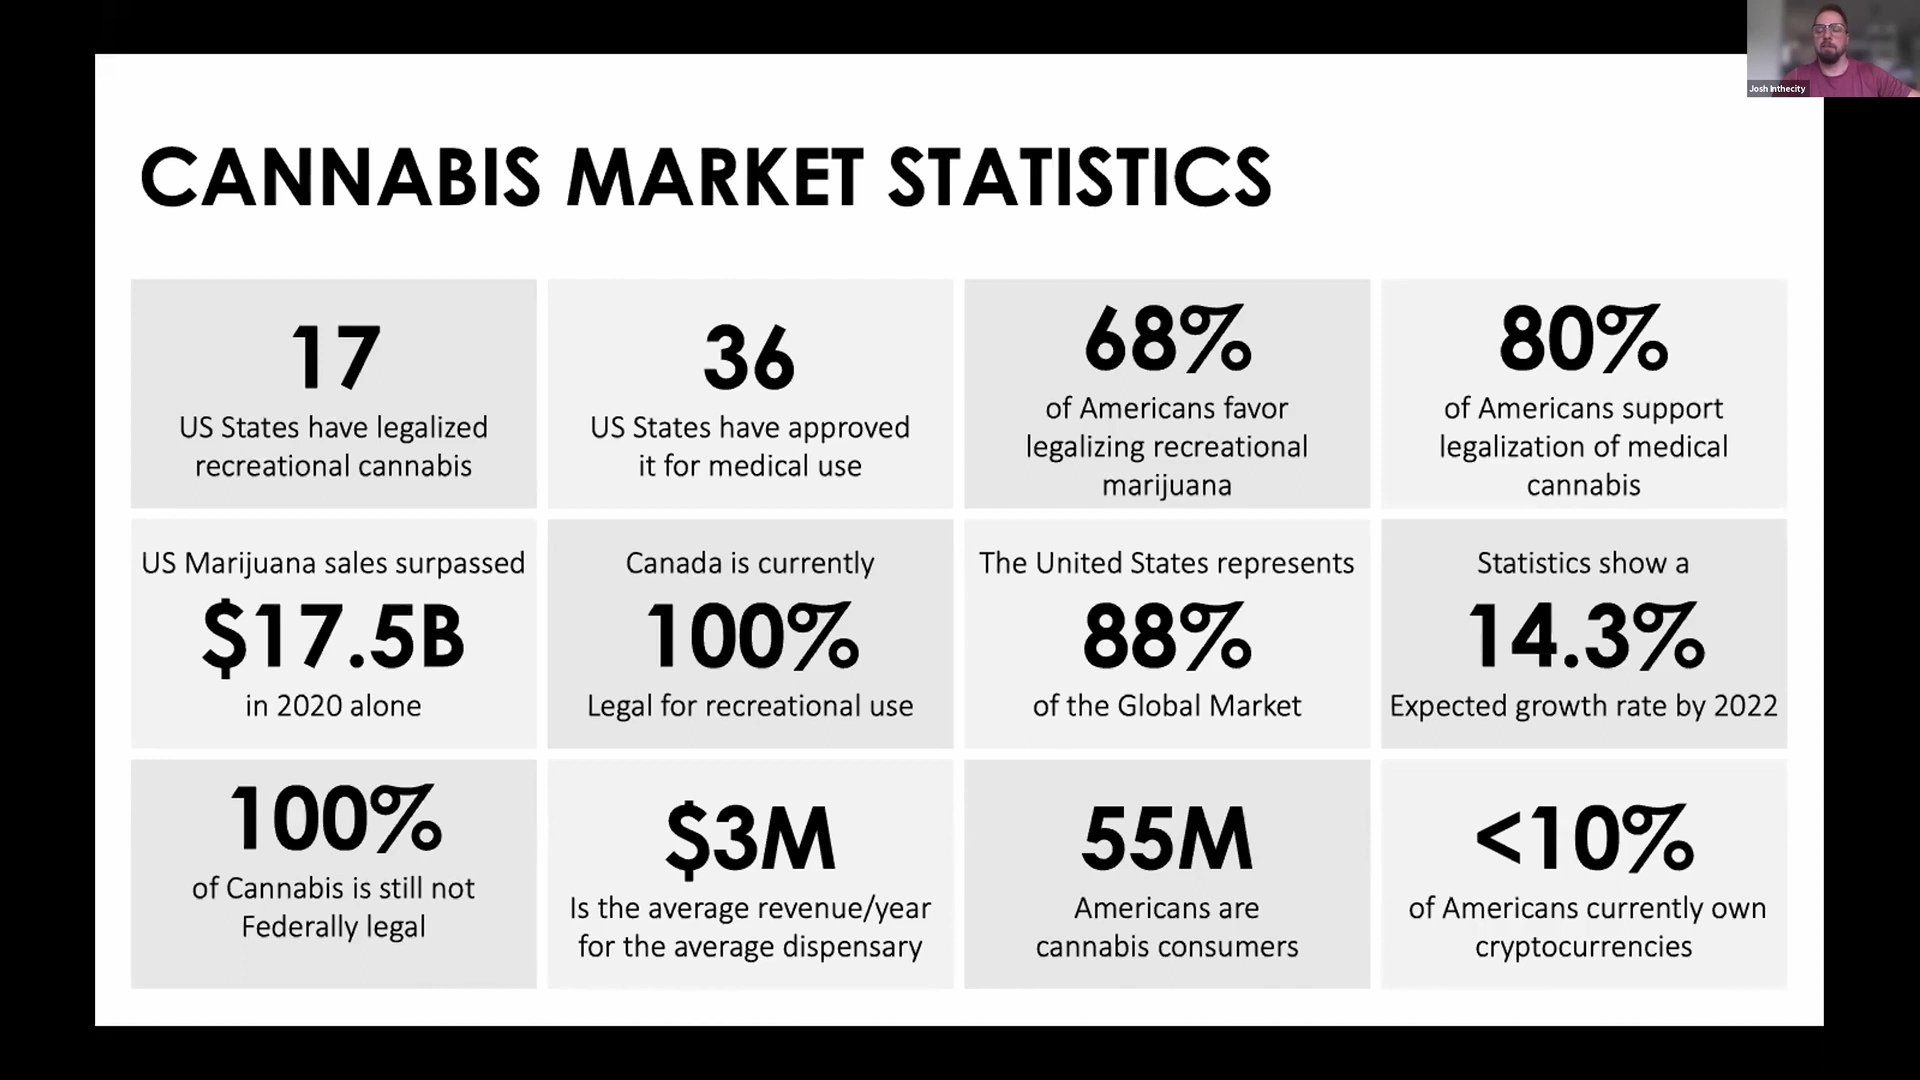 Josh Inthecity
CANNABIS MARKET STATISTICS
17
US States have legalized
recreational cannabis
36
US States have approved
it for medical use
68%
of Americans favor
legalizing recreational
marijuana
80%
of Americans support
legalization of medical
cannabis
US Marijuana sales surpassed
$17.5B
in 2020 alone
Canada is currently
100%
Legal for recreational use
The United States represents
88%
of the Global Market
Statistics show a
14.3%
Expected growth rate by 2022
100%
of Cannabis is still not
Federally legal
$3M
Is the average revenue/year
for the average dispensary
55M
Americans are
cannabis consumers
<10%
of Americans currently own
cryptocurrencies